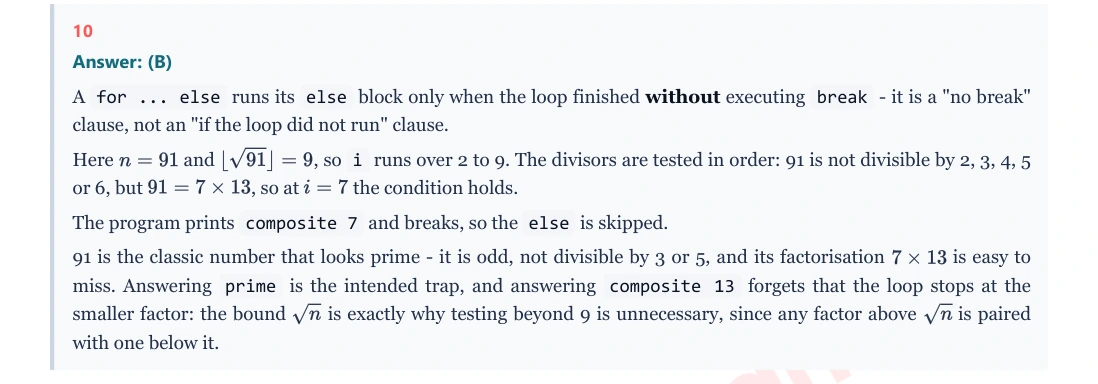 10
Answer: (B)
A for ... else runs its else block only when the loop finished without executing break - it is a "no break"
clause, not an "if the loop did not run" clause.
Here n = 91 and ⌊√91⌋ = 9, so i runs over 2 to 9. The divisors are tested in order: 91 is not divisible by 2, 3, 4, 5
or 6, but 91 = 7 × 13, so at i = 7 the condition holds.
The program prints composite 7 and breaks, so the else is skipped.
91 is the classic number that looks prime - it is odd, not divisible by 3 or 5, and its factorisation 7 × 13 is easy to
miss. Answering prime is the intended trap, and answering composite 13 forgets that the loop stops at the
smaller factor: the bound √n is exactly why testing beyond 9 is unnecessary, since any factor above √n is paired
with one below it.